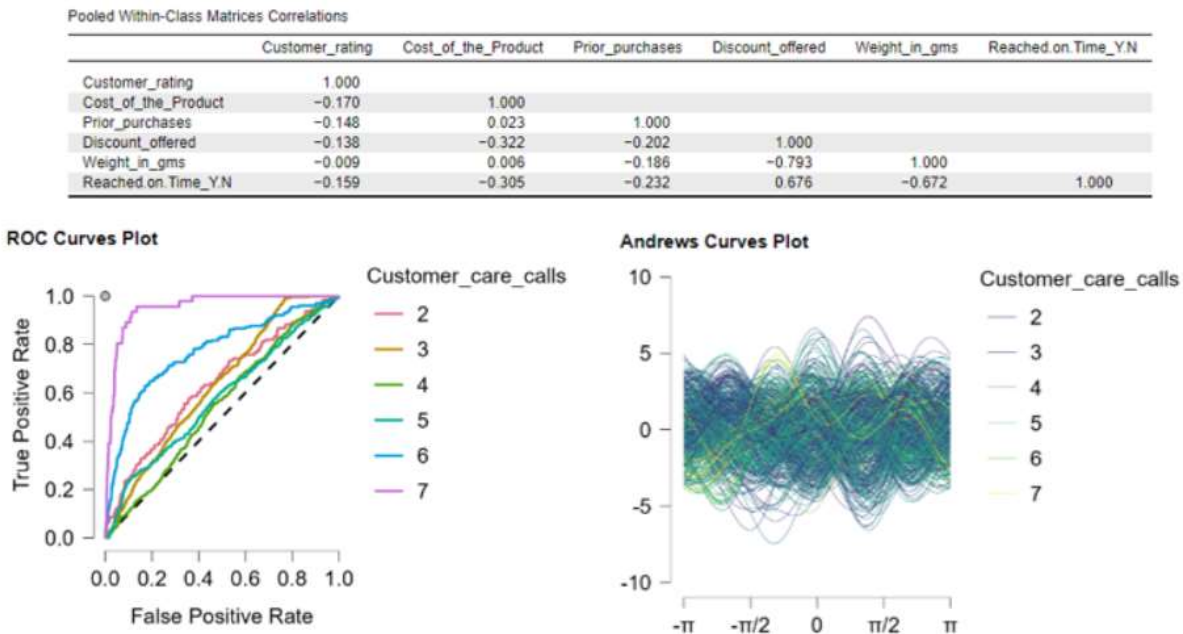 Pooled Within-Class Matrices Correlations
Customer_rating Cost_of_the_Product Prior_purchases Discount_offered Weight_in_gms Reached.on.Time_Y.N
Customer_rating 1.000
Cost_of_the_Product −0.170 1.000
Prior_purchases −0.148 0.023 1.000
Discount_offered −0.138 −0.322 −0.202 1.000
Weight_in_gms −0.009 0.006 −0.186 −0.793 1.000
Reached.on.Time_Y.N −0.159 −0.305 −0.232 0.676 −0.672 1.000
ROC Curves Plot
Customer_care_calls
2
3
4
5
6
7
True Positive Rate
1.0
0.8
0.6
0.4
0.2
0.0
0.0 0.2 0.4 0.6 0.8 1.0
False Positive Rate
Andrews Curves Plot
Customer_care_calls
2
3
4
5
6
7
10
5
0
-5
-10
-π -π/2 0 π/2 π